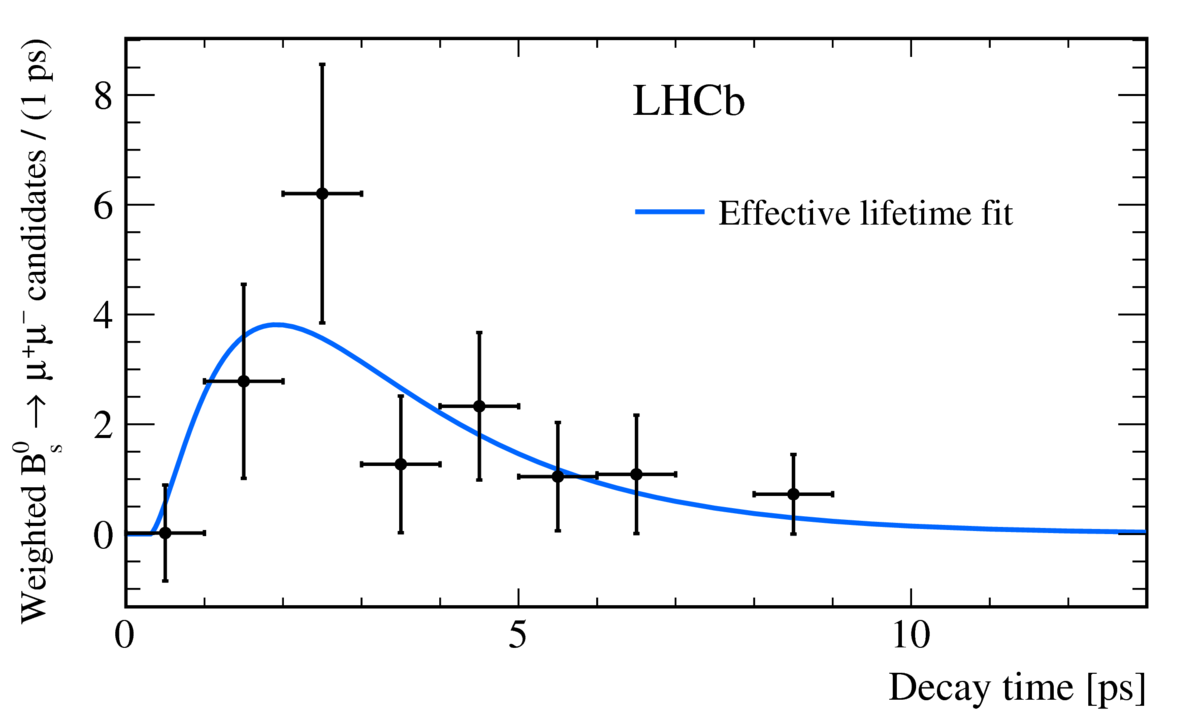 Weighted B⁰ₛ → μ⁺μ⁻ candidates / (1 ps)
8
6
4
2
0
LHCb
Effective lifetime fit
0 5 10
Decay time [ps]